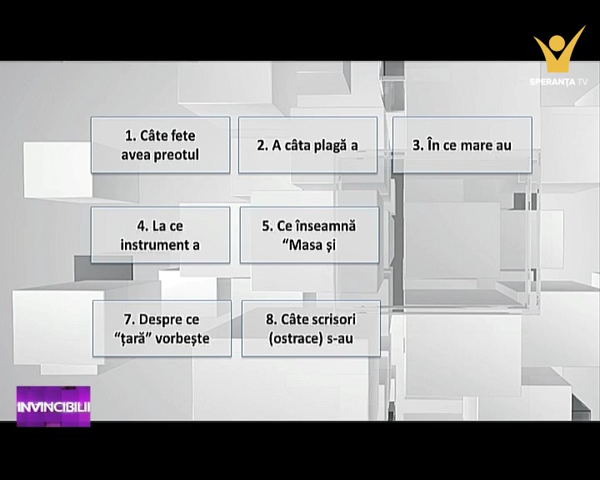 SPERANȚA TV
1. Câte fete
avea preotul
2. A câta plagă a
3. În ce mare au
4. La ce
instrument a
5. Ce înseamnă
“Masa și
7. Despre ce
“țară” vorbește
8. Câte scrisori
(ostrace) s-au
INVINCIBILII